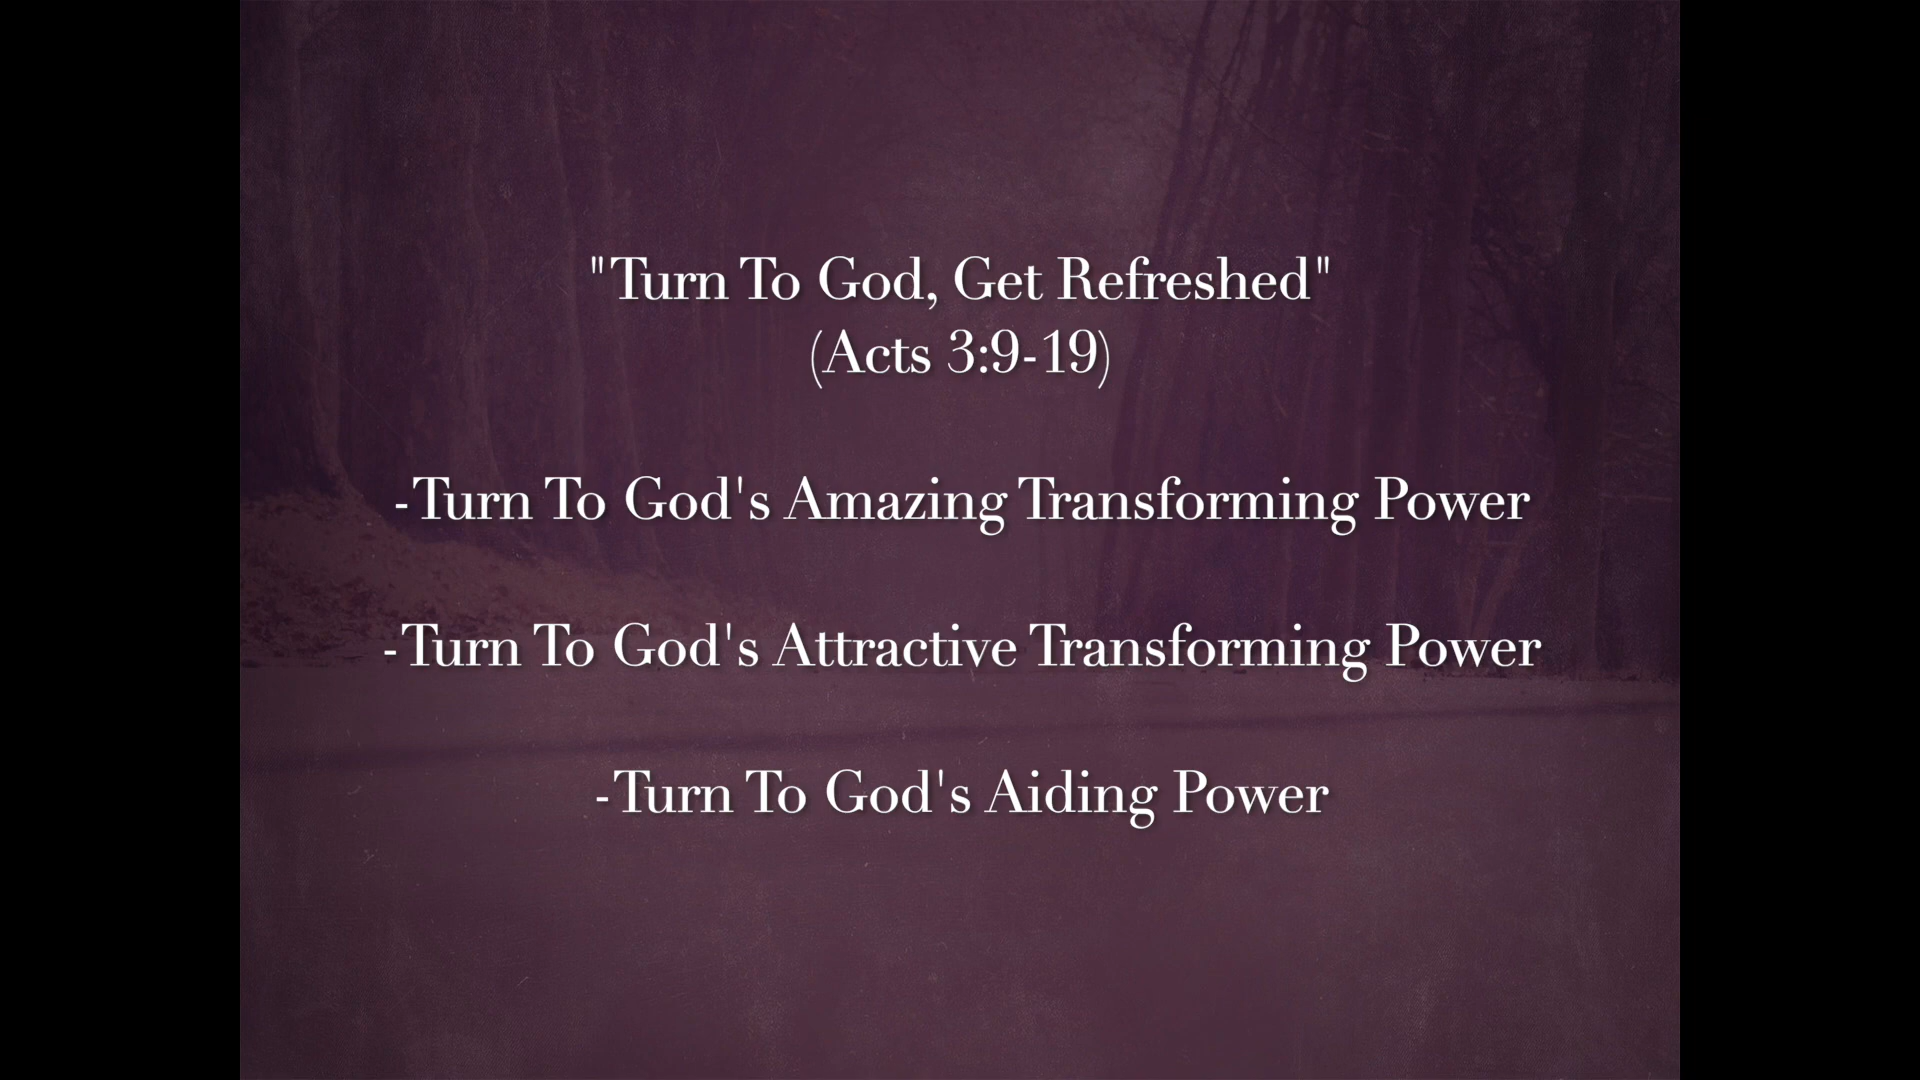 "Turn To God, Get Refreshed"
(Acts 3:9-19)
-Turn To God's Amazing Transforming Power
-Turn To God's Attractive Transforming Power
-Turn To God's Aiding Power